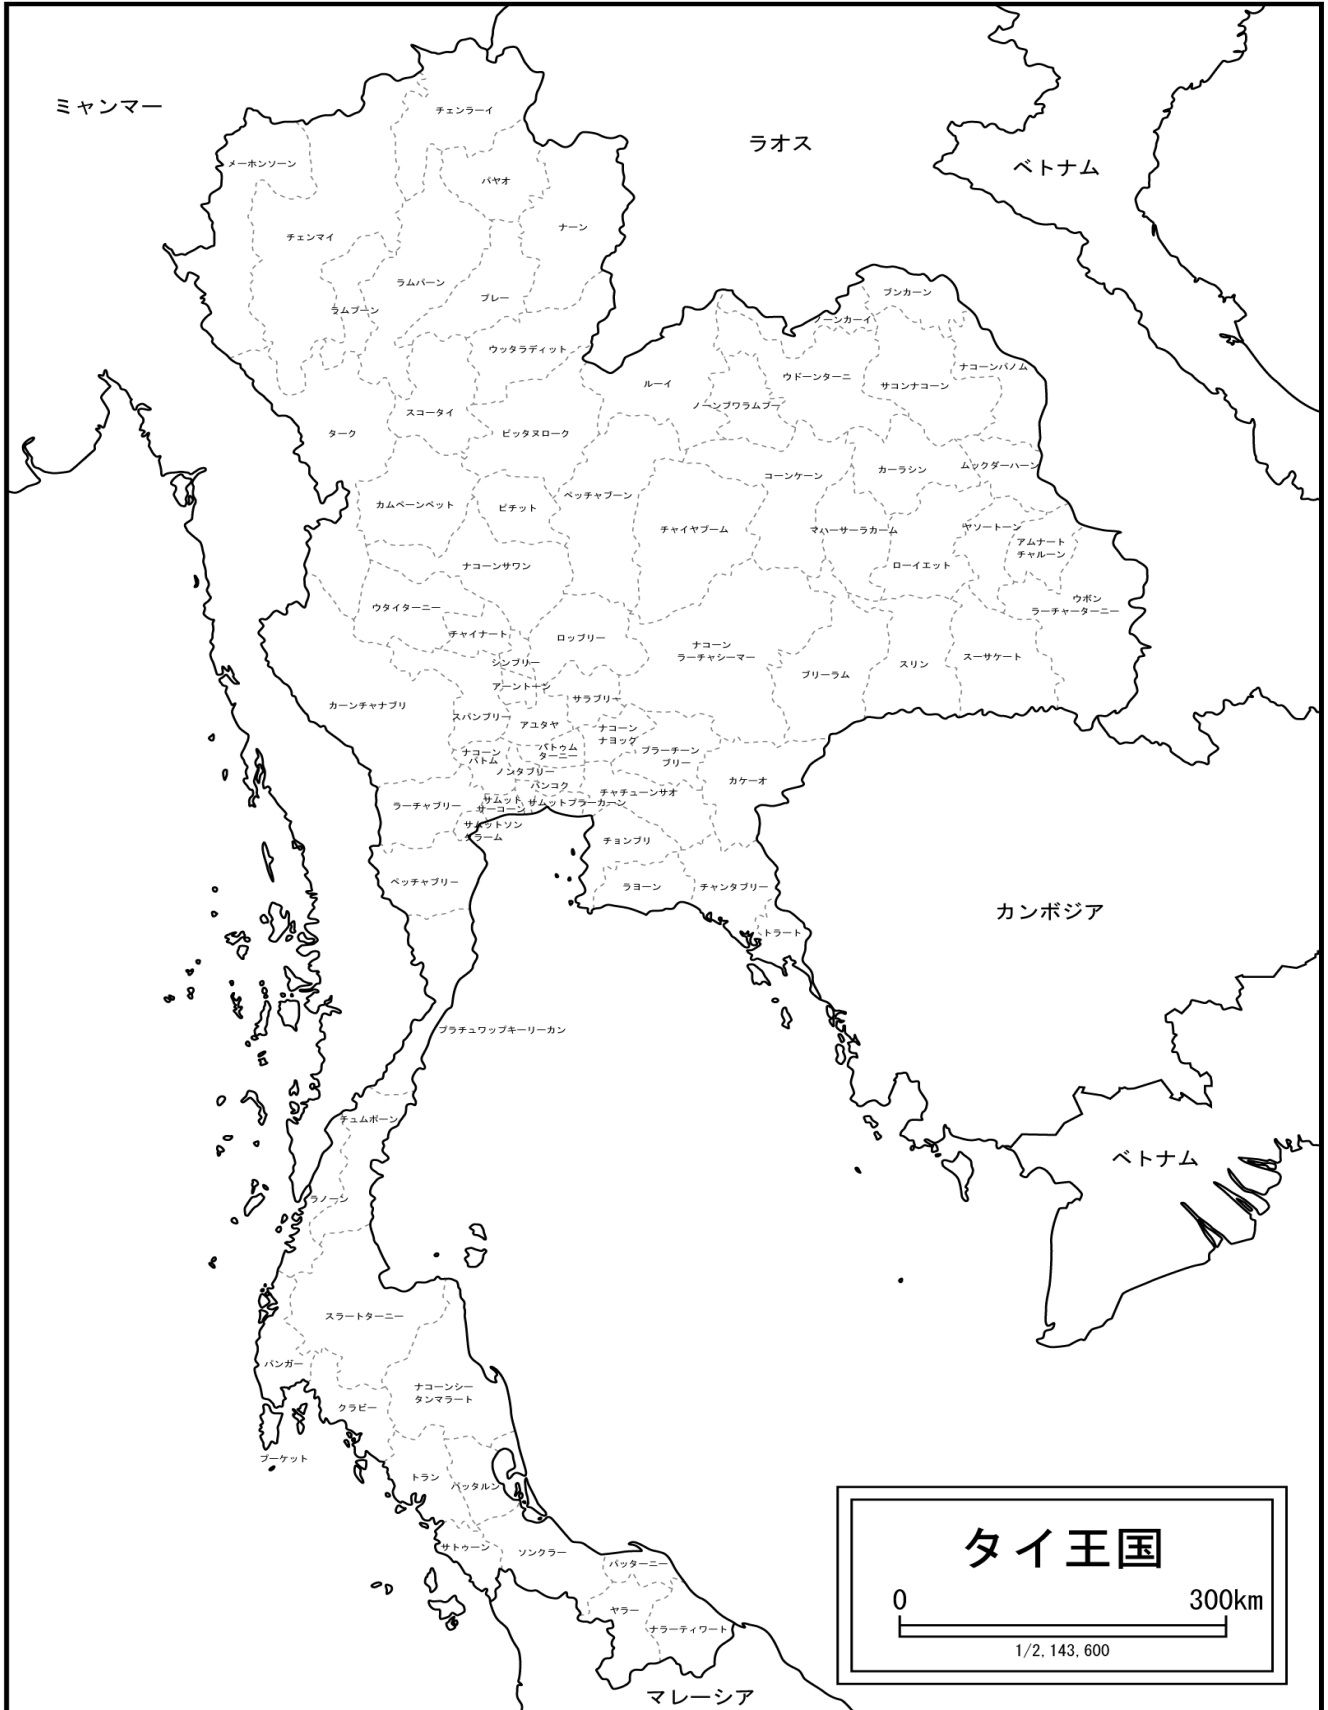 ミャンマー
チェンラーイ
ラオス
ベトナム
メーホンソーン
パヤオ
チェンマイ
ナーン
ラムパーン
プレー
ラムプーン
ブンカーン
ノーンカーイ
ウッタラディット
ルーイ
ウドーンターニ
サコンナコーン
ナコーンパノム
ノーンブワラムプー
スコータイ
ターク
ピッタヌローク
コーンケーン
カーラシン
ムックダーハーン
カムペーンペット
ピチット
ペッチャブーン
チャイヤプーム
マハーサーラカーム
ヤソートーン
アムナート
チャルーン
ローイエット
ナコーンサワン
ウボン
ラーチャーターニー
ウタイターニー
チャイナート
ロッブリー
ナコーン
ラーチャシーマー
シンブリー
ブリーラム
スリン
スーサケート
アーントーン
サラブリー
カーンチャナブリ
スパンブリー
アユタヤ
ナコーン
ナヨック
プラーチーン
ブリー
ナコーン
パトム
パトゥム
ターニー
ノンタブリー
カケーオ
バンコク
ラーチャブリー
サムット
サーコーン
サムットプラーカーン
チャチューンサオ
サムットソン
クラーム
チョンブリ
ペッチャブリー
ラヨーン
チャンタブリー
カンボジア
トラート
プラチュワップキーリーカン
チュムポーン
ベトナム
ラノーン
スラートターニー
パンガー
ナコーンシー
タンマラート
クラビー
プーケット
トラン
パッタルン
サトゥーン
ソンクラー
パッターニー
ヤラー
ナラーティワート
マレーシア
タイ王国
0 300km
1/2,143,600